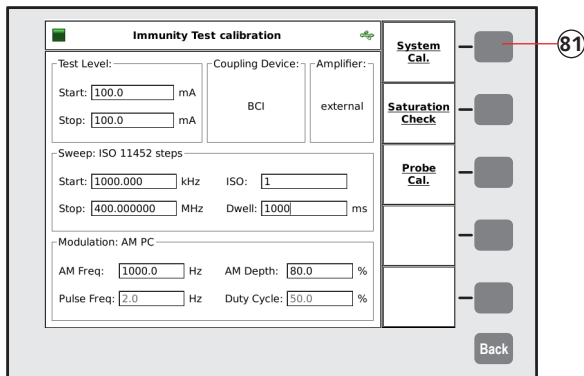 Immunity Test calibration
Test Level:
Start: 100.0 mA
Stop: 100.0 mA
Coupling Device:
BCI
Amplifier:
external
Sweep: ISO 11452 steps
Start: 1000.000 kHz ISO: 1
Stop: 400.000000 MHz Dwell: 1000 ms
Modulation: AM PC
AM Freq: 1000.0 Hz AM Depth: 80.0 %
Pulse Freq: 2.0 Hz Duty Cycle: 50.0 %
System
Cal.
Saturation
Check
Probe
Cal.
Back
81